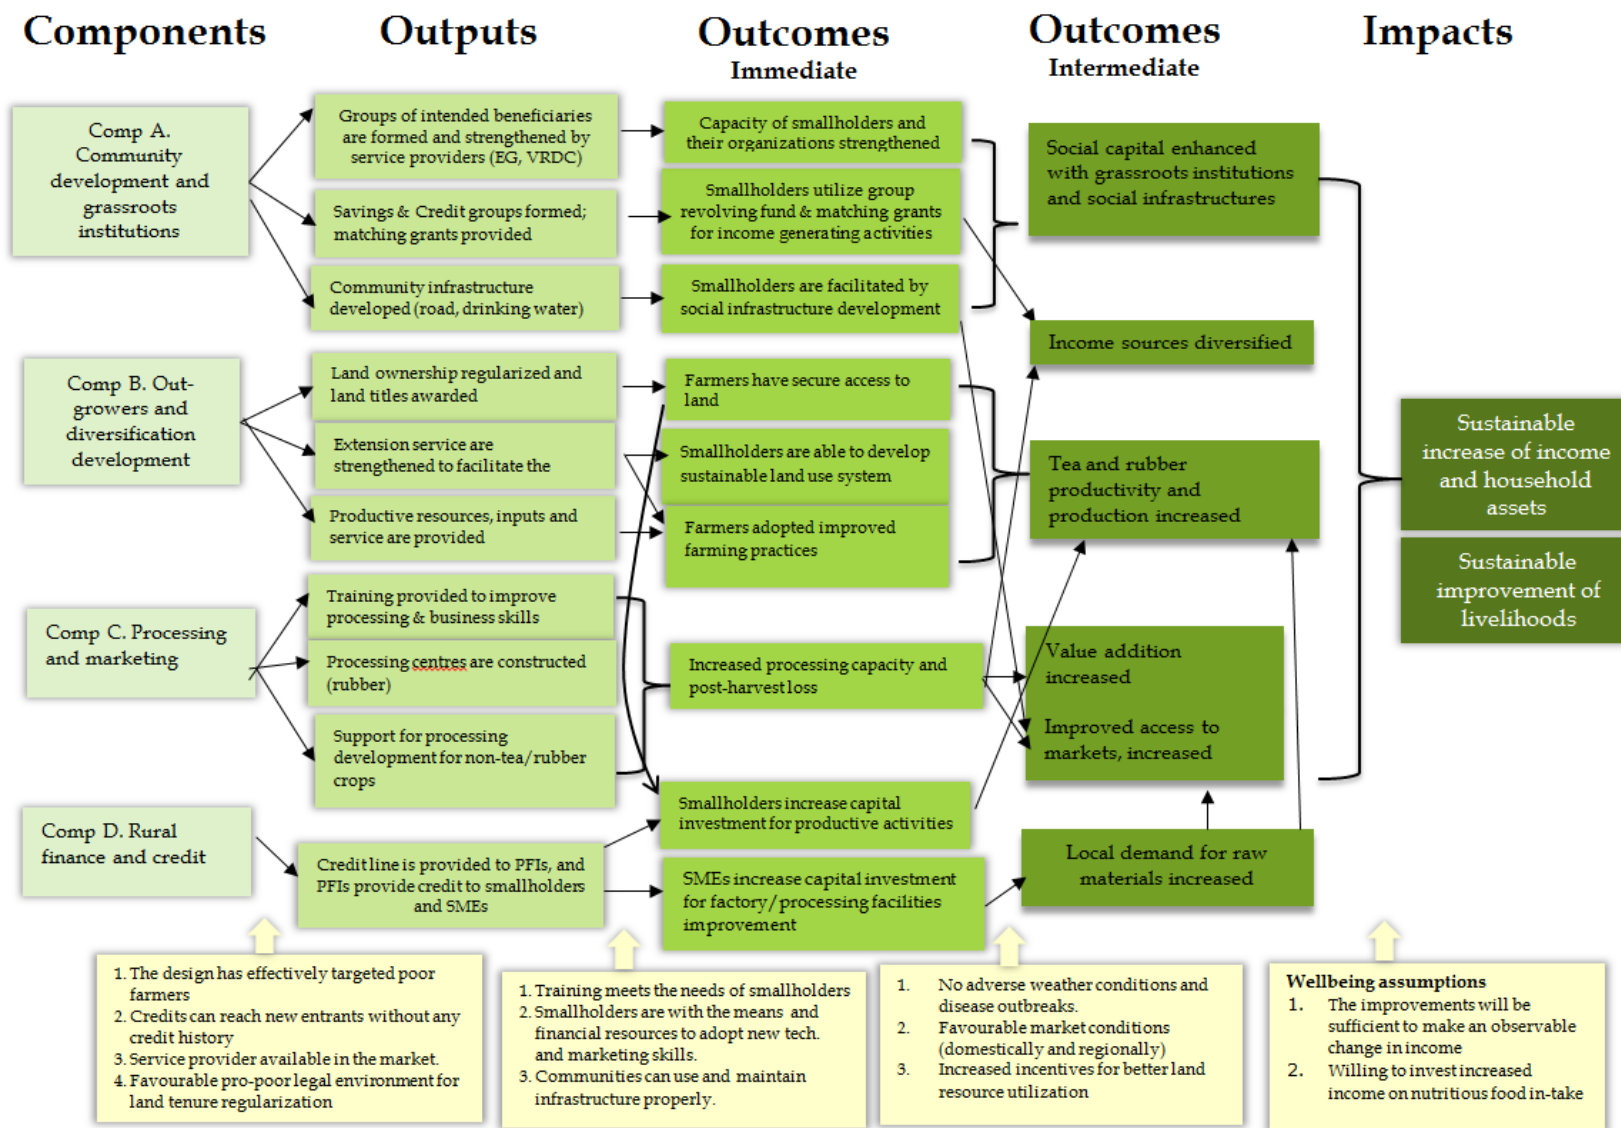 Components
Outputs
Outcomes
Immediate
Outcomes
Intermediate
Impacts
Comp A.
Community
development and
grassroots
institutions
Groups of intended beneficiaries
are formed and strengthened by
service providers (EG, VRDC)
Savings & Credit groups formed;
matching grants provided
Community infrastructure
developed (road, drinking water)
Capacity of smallholders and
their organizations strengthened
Smallholders utilize group
revolving fund & matching grants
for income generating activities
Smallholders are facilitated by
social infrastructure development
Social capital enhanced
with grassroots institutions
and social infrastructures
Income sources diversified
Comp B. Out-
growers and
diversification
development
Land ownership regularized and
land titles awarded
Extension service are
strengthened to facilitate the
Productive resources, inputs and
service are provided
Farmers have secure access to
land
Smallholders are able to develop
sustainable land use system
Farmers adopted improved
farming practices
Tea and rubber
productivity and
production increased
Sustainable
increase of income
and household
assets
Sustainable
improvement of
livelihoods
Comp C. Processing
and marketing
Training provided to improve
processing & business skills
Processing centres are constructed
(rubber)
Support for processing
development for non-tea/rubber
crops
Increased processing capacity and
post-harvest loss
Value addition
increased
Improved access to
markets, increased
Comp D. Rural
finance and credit
Credit line is provided to PFIs, and
PFIs provide credit to smallholders
and SMEs
Smallholders increase capital
investment for productive activities
SMEs increase capital investment
for factory/processing facilities
improvement
Local demand for raw
materials increased
1. The design has effectively targeted poor
farmers
2. Credits can reach new entrants without any
credit history
3. Service provider available in the market.
4. Favourable pro-poor legal environment for
land tenure regularization
1. Training meets the needs of smallholders
2. Smallholders are with the means and
financial resources to adopt new tech.
and marketing skills.
3. Communities can use and maintain
infrastructure properly.
1. No adverse weather conditions and
disease outbreaks.
2. Favourable market conditions
(domestically and regionally)
3. Increased incentives for better land
resource utilization
Wellbeing assumptions
1. The improvements will be
sufficient to make an observable
change in income
2. Willing to invest increased
income on nutritious food in-take